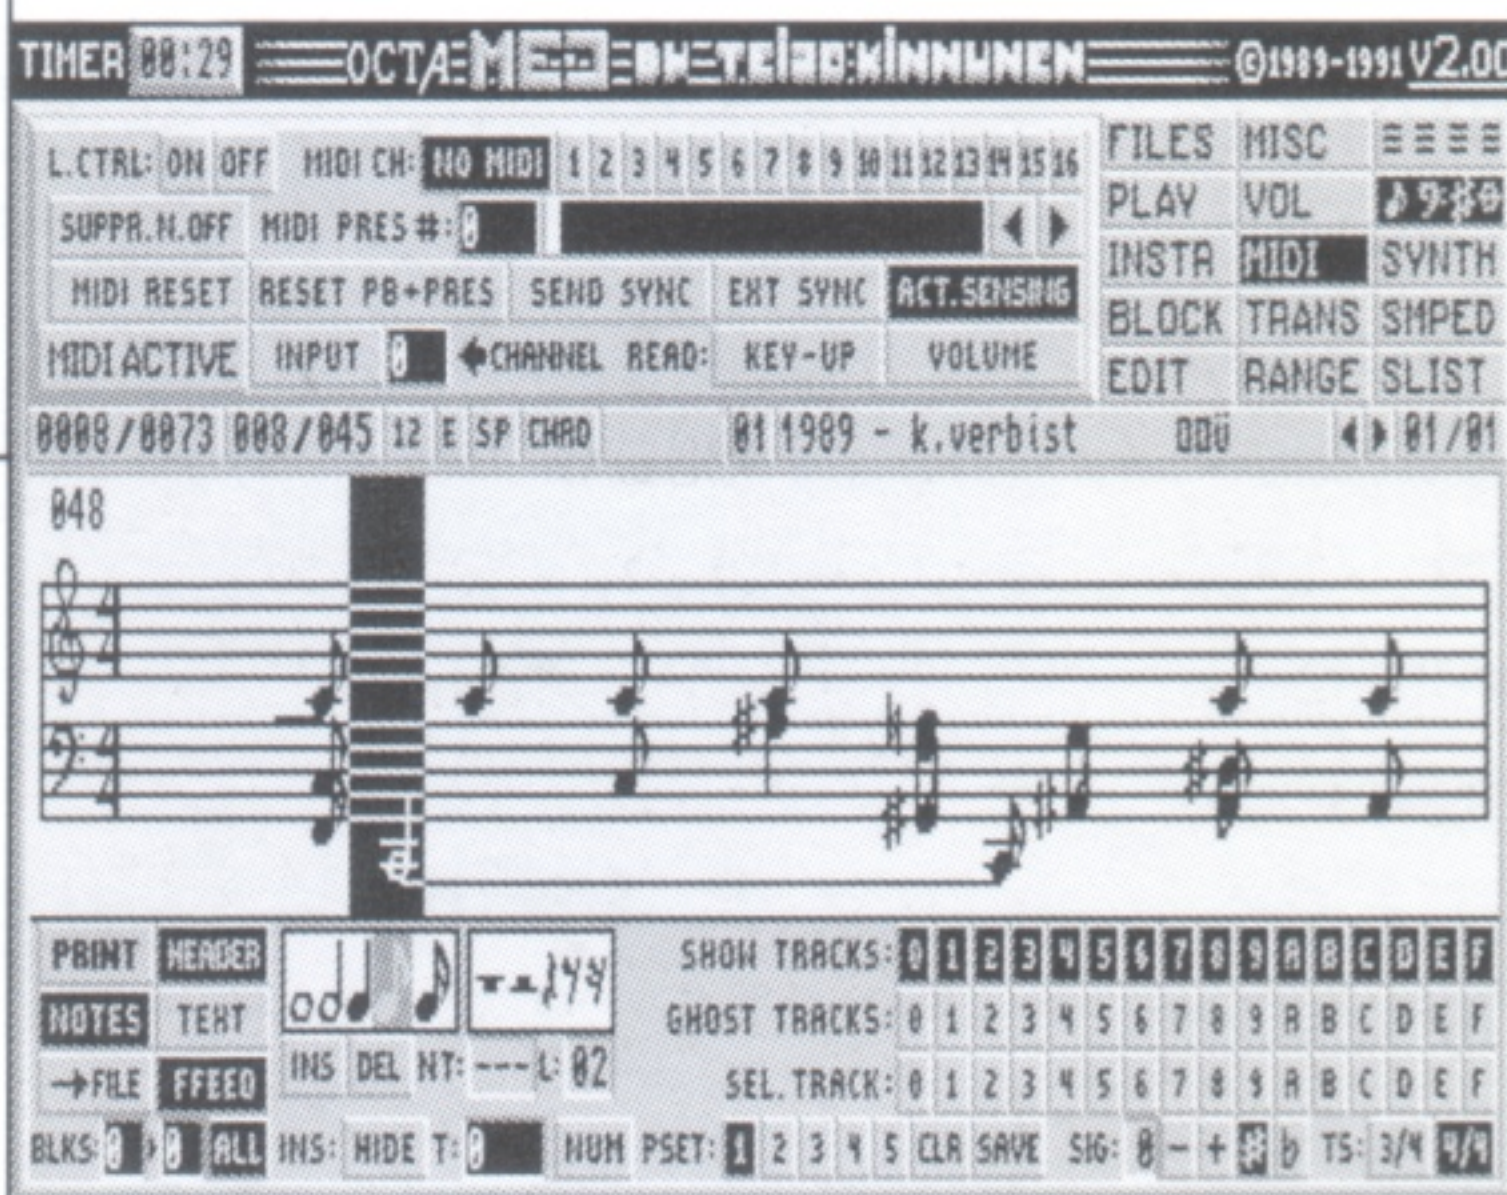 TIMER 00:29 OCTAMED BY TEIJO KINNUNEN ©1989-1991 V2.00
L.CTRL: ON OFF MIDI CH: NO MIDI 1 2 3 4 5 6 7 8 9 10 11 12 13 14 15 16
SUPPR.N.OFF MIDI PRES #: 0
MIDI RESET RESET PB+PRES SEND SYNC EXT SYNC ACT.SENSING
MIDI ACTIVE INPUT 0 CHANNEL READ: KEY-UP VOLUME
FILES MISC
PLAY VOL
INSTR MIDI SYNTH
BLOCK TRANS SMPED
EDIT RANGE SLIST
0008/0073 008/045 12 E SP CHRD 01 1989 - k.verbist ▯▯ü 01/01
048
PRINT HEADER
NOTES TEXT
→FILE FFEED
BLKS: 0 0 ALL
INS DEL NT: --- L: 02
INS: HIDE T: 0 NUM
SHOW TRACKS: 0 1 2 3 4 5 6 7 8 9 A B C D E F
GHOST TRACKS: 0 1 2 3 4 5 6 7 8 9 A B C D E F
SEL.TRACK: 0 1 2 3 4 5 6 7 8 9 A B C D E F
PSET: 1 2 3 4 5 CLR SAVE SIG: 0 - + # b TS: 3/4 4/4